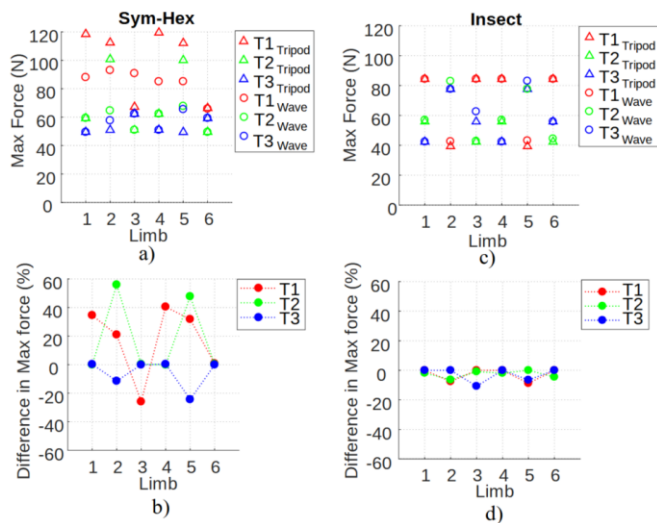 Sym-Hex
a)
120
100
80
60
40
20
0
Max Force (N)
1 2 3 4 5 6
Limb
a)
T1 Tripod
T2 Tripod
T3 Tripod
T1 Wave
T2 Wave
T3 Wave
Insect
c)
120
100
80
60
40
20
0
Max Force (N)
1 2 3 4 5 6
Limb
c)
T1 Tripod
T2 Tripod
T3 Tripod
T1 Wave
T2 Wave
T3 Wave
60
40
20
0
-20
-40
-60
Difference in Max force (%)
1 2 3 4 5 6
Limb
b)
T1
T2
T3
60
40
20
0
-20
-40
-60
Difference in Max force (%)
1 2 3 4 5 6
Limb
d)
T1
T2
T3